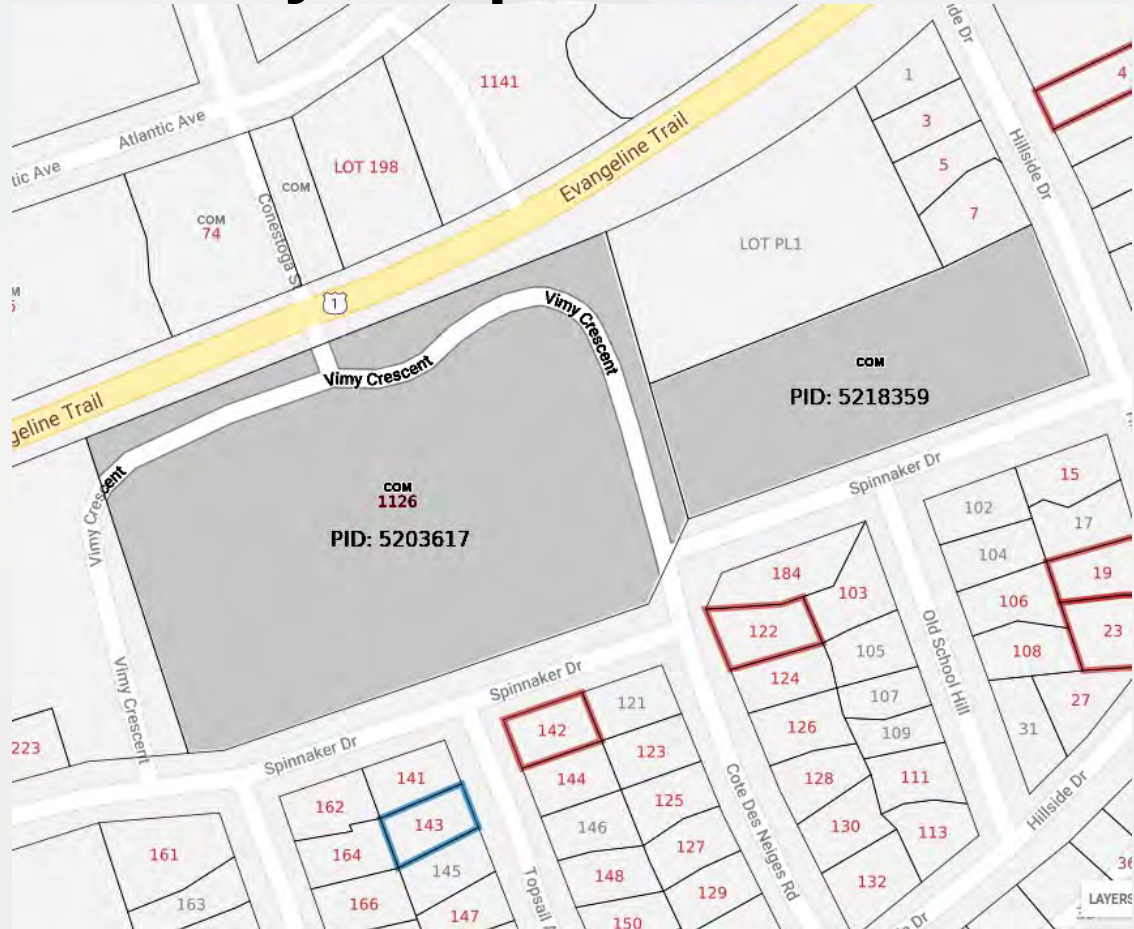 1141
Atlantic Ave
tic Ave
LOT 198
COM
COM
74
Conestoga S
Evangeline Trail
1
geline Trail
M
5
1
3
5
7
4
Hillside Dr
de Dr
LOT PL1
Vimy Crescent
Vimy Crescent
COM
PID: 5218359
COM
1126
PID: 5203617
Vimy Crescent
Vimy Crescent
Spinnaker Dr
Spinnaker Dr
Spinnaker Dr
15
102
17
104
19
106
23
108
27
31
184
103
122
105
124
107
126
109
128
111
130
113
132
Old School Hill
Hillside Dr
Cote Des Neiges Rd
121
142
123
144
125
146
127
148
129
150
Topsail A
223
141
162
143
164
145
166
147
161
163
36
LAYERS
Dr